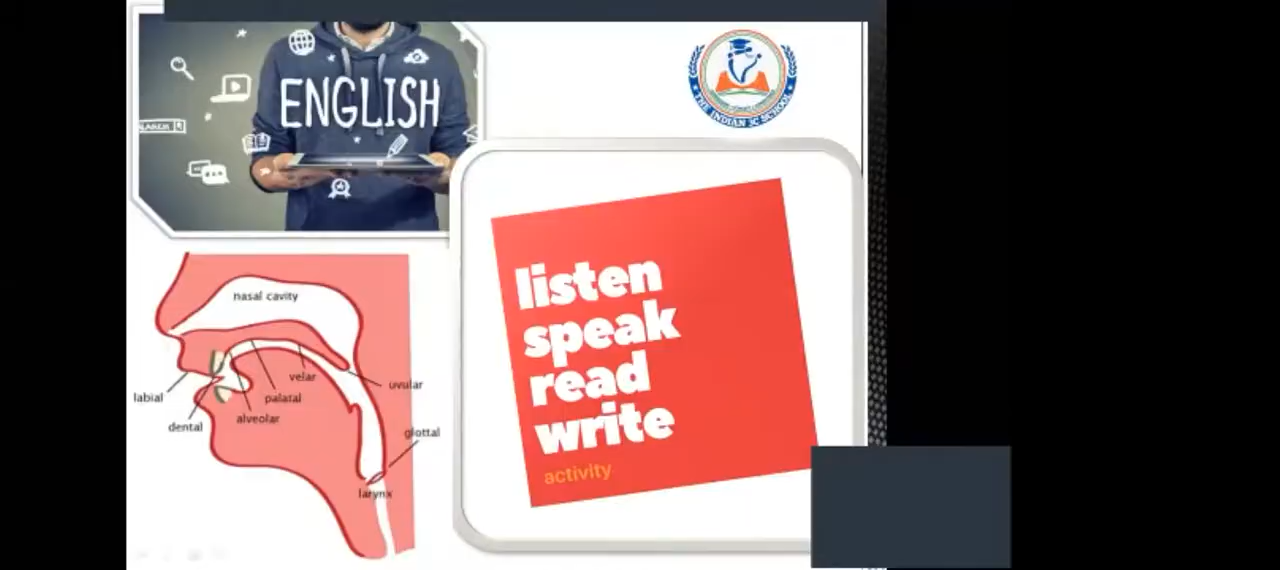 ENGLISH
THE INDIAN 3C SCHOOL
listen
speak
read
write
activity
nasal cavity
velar
uvular
palatal
labial
alveolar
dental
glottal
larynx